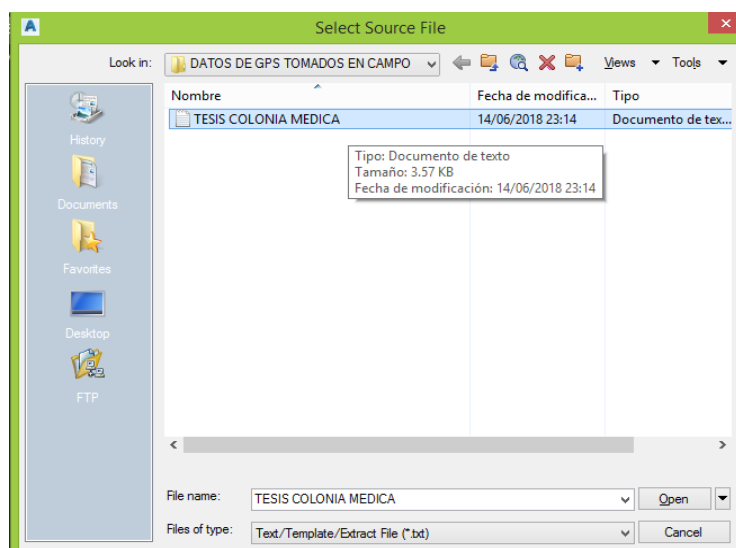 A
Select Source File
Look in:
DATOS DE GPS TOMADOS EN CAMPO
Views
Tools
Nombre
Fecha de modifica...
Tipo
TESIS COLONIA MEDICA
14/06/2018 23:14
Documento de tex...
Tipo: Documento de texto
Tamaño: 3.57 KB
Fecha de modificación: 14/06/2018 23:14
History
Documents
Favorites
Desktop
FTP
File name:
TESIS COLONIA MEDICA
Open
Files of type:
Text/Template/Extract File (*.txt)
Cancel